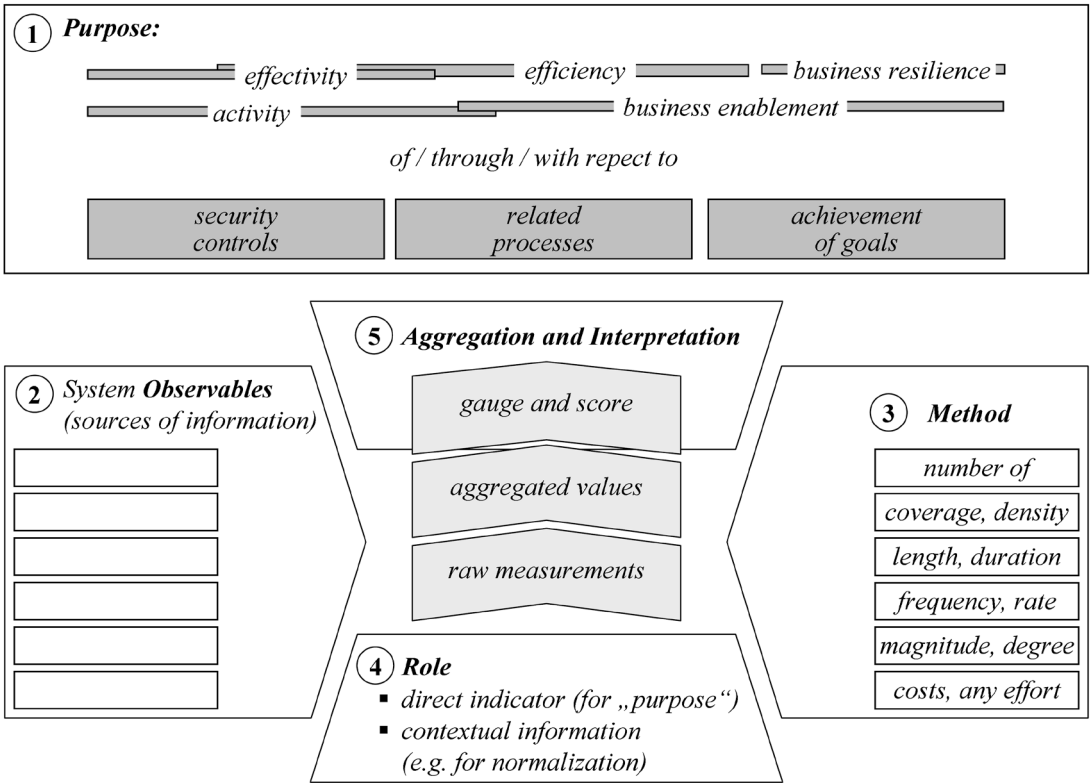 1 Purpose:
effectivity efficiency business resilience
activity business enablement
of / through / with repect to
security
controls
related
processes
achievement
of goals
5 Aggregation and Interpretation
gauge and score
aggregated values
raw measurements
2 System Observables
(sources of information)
3 Method
number of
coverage, density
length, duration
frequency, rate
magnitude, degree
costs, any effort
4 Role
▪ direct indicator (for „purpose“)
▪ contextual information
(e.g. for normalization)